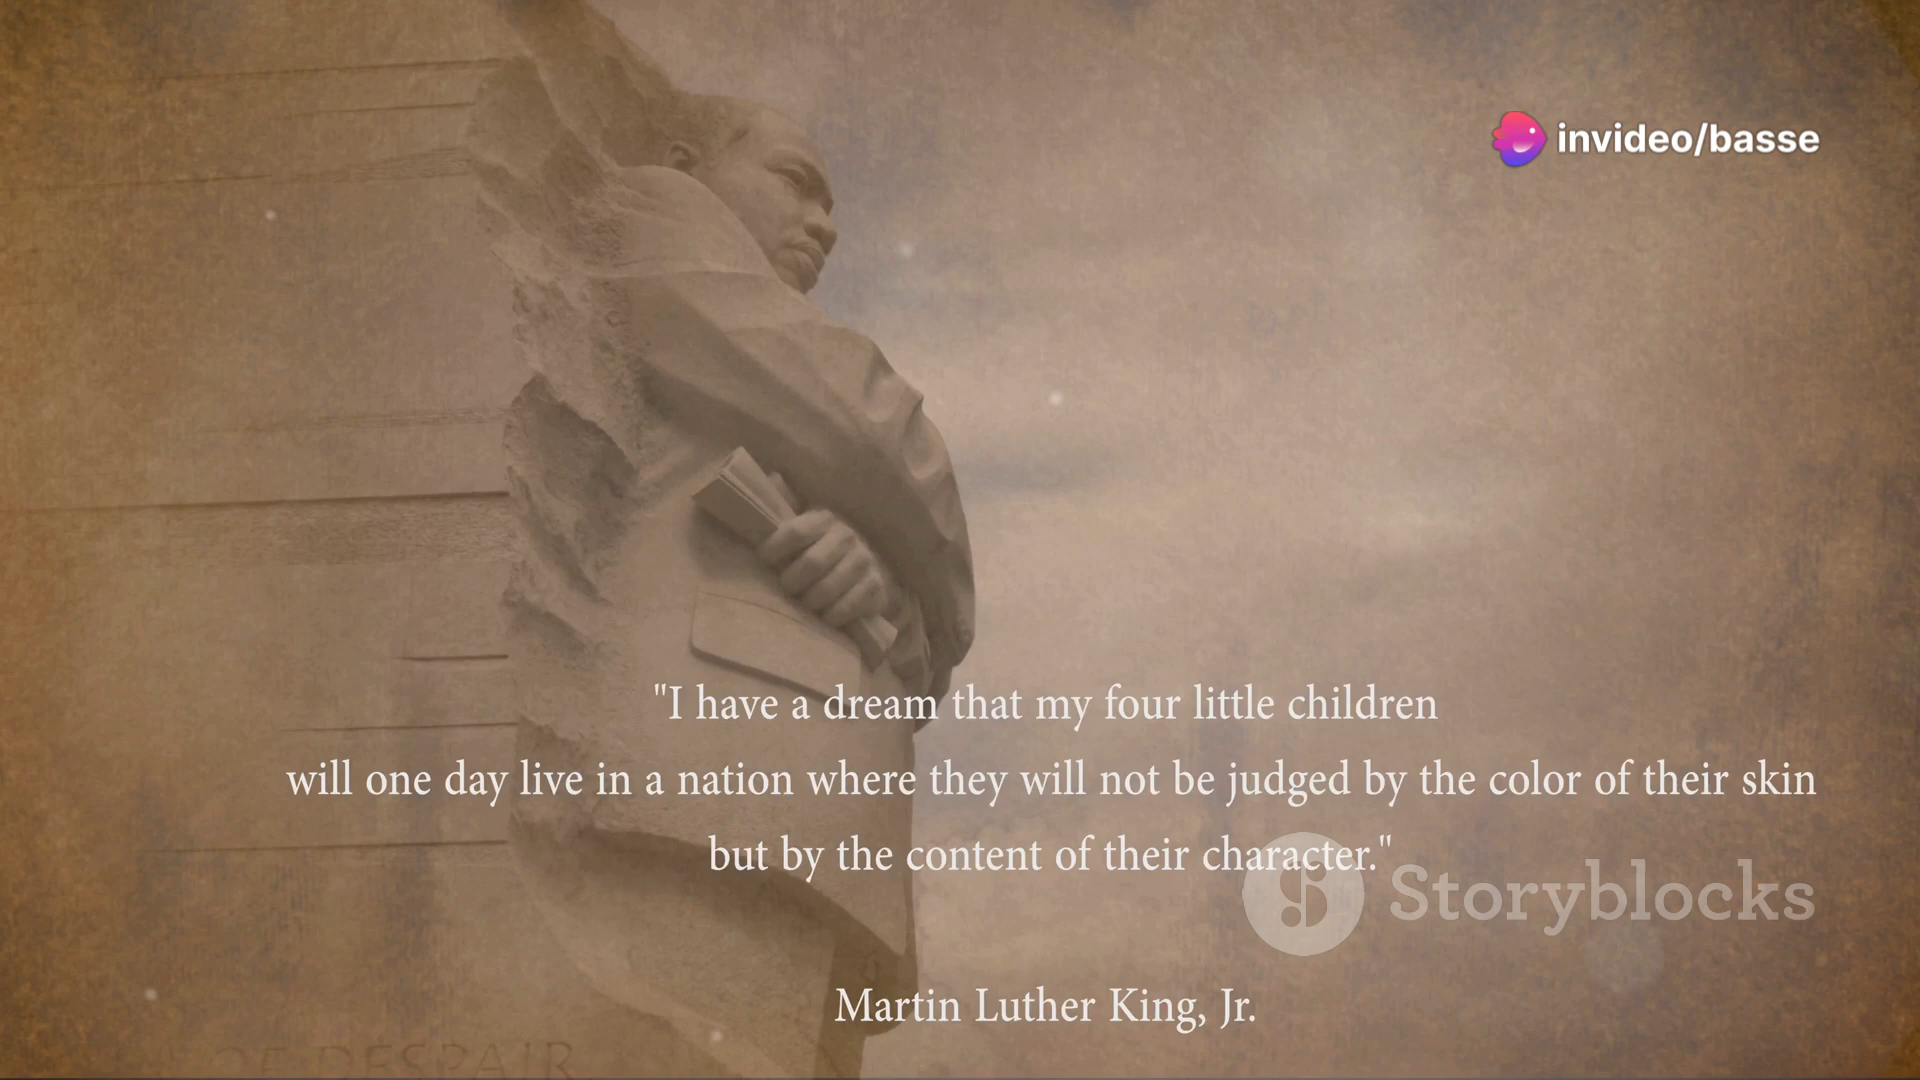 invideo/basse
"I have a dream that my four little children
will one day live in a nation where they will not be judged by the color of their skin
but by the content of their character."
Storyblocks
Martin Luther King, Jr.
OF DESPAIR